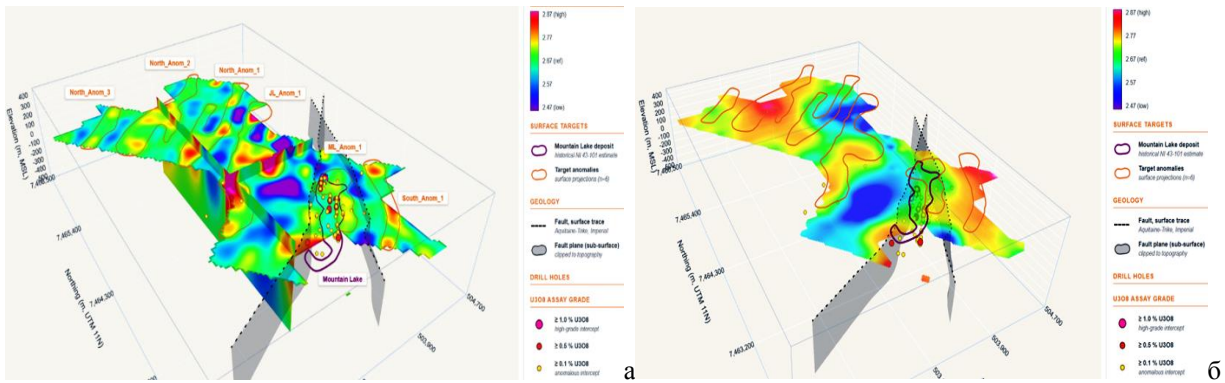 North_Anom_2
North_Anom_1
North_Anom_3
JL_Anom_1
ML_Anom_1
South_Anom_1
Mountain Lake
Elevation (m, MSL)
400
300
200
100
0
-100
-200
-300
-400
7,465,400
7,464,300
Northing (m, UTM 11N)
504,700
503,900
2.87 (high)
2.77
2.67 (ref)
2.57
2.47 (low)
SURFACE TARGETS
Mountain Lake deposit
historical NI 43-101 estimate
Target anomalies
surface projections (n=6)
GEOLOGY
Fault, surface trace
Aquitaine-Teke, Imperial
Fault plane (sub-surface)
clipped to topography
DRILL HOLES
U3O8 ASSAY GRADE
≥ 1.0 % U3O8
high-grade intercept
≥ 0.5 % U3O8
≥ 0.1 % U3O8
anomalous intercept
а
Elevation (m, MSL)
400
300
200
100
0
-100
-200
-300
-400
7,465,400
7,464,300
7,463,200
Northing (m, UTM 11N)
504,700
503,900
2.87 (high)
2.77
2.67 (ref)
2.57
2.47 (low)
SURFACE TARGETS
Mountain Lake deposit
historical NI 43-101 estimate
Target anomalies
surface projections (n=6)
GEOLOGY
Fault, surface trace
Aquitaine-Teke, Imperial
Fault plane (sub-surface)
clipped to topography
DRILL HOLES
U3O8 ASSAY GRADE
≥ 1.0 % U3O8
high-grade intercept
≥ 0.5 % U3O8
≥ 0.1 % U3O8
anomalous intercept
б